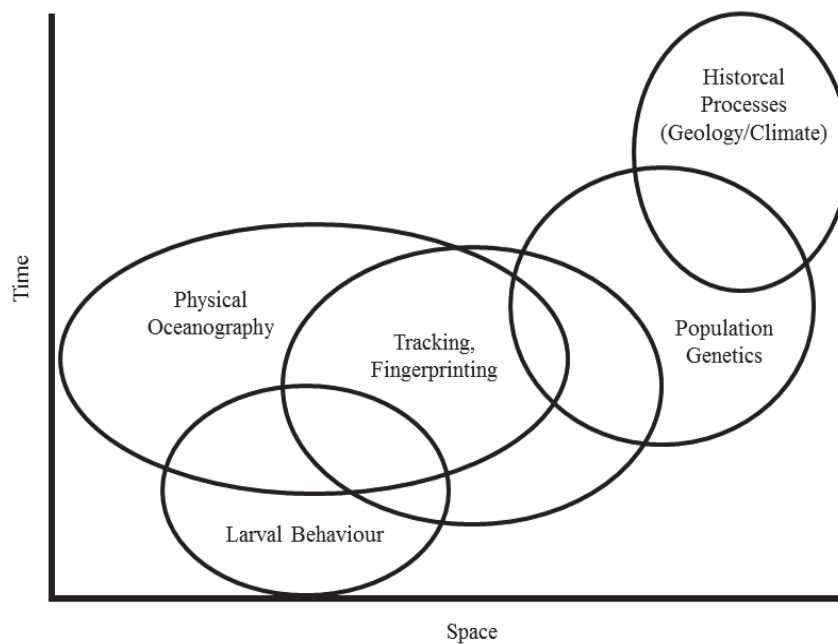 Historcal
Processes
(Geology/Climate)
Time
Physical
Oceanography
Tracking,
Fingerprinting
Population
Genetics
Larval Behaviour
Space